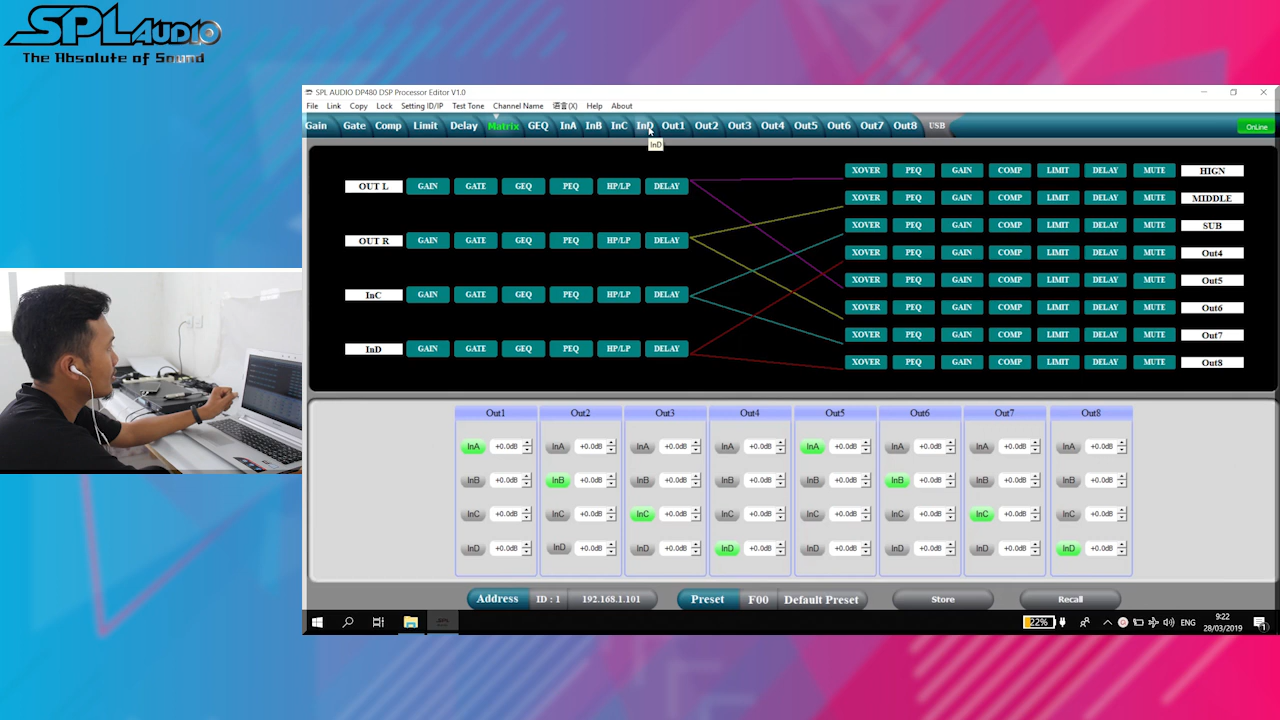 SPL AUDIO
The Absolute of Sound
SPL AUDIO DP480 DSP Processor Editor V1.0
File Link Copy Lock Setting ID/IP Test Tone Channel Name 语言(X) Help About
Gain Gate Comp Limit Delay Matrix GEQ InA InB InC InD Out1 Out2 Out3 Out4 Out5 Out6 Out7 Out8 USB OnLine
InD
OUT L GAIN GATE GEQ PEQ HP/LP DELAY
OUT R GAIN GATE GEQ PEQ HP/LP DELAY
InC GAIN GATE GEQ PEQ HP/LP DELAY
InD GAIN GATE GEQ PEQ HP/LP DELAY
XOVER PEQ GAIN COMP LIMIT DELAY MUTE HIGN
XOVER PEQ GAIN COMP LIMIT DELAY MUTE MIDDLE
XOVER PEQ GAIN COMP LIMIT DELAY MUTE SUB
XOVER PEQ GAIN COMP LIMIT DELAY MUTE Out4
XOVER PEQ GAIN COMP LIMIT DELAY MUTE Out5
XOVER PEQ GAIN COMP LIMIT DELAY MUTE Out6
XOVER PEQ GAIN COMP LIMIT DELAY MUTE Out7
XOVER PEQ GAIN COMP LIMIT DELAY MUTE Out8
Out1 Out2 Out3 Out4 Out5 Out6 Out7 Out8
InA +0.0dB InA +0.0dB InA +0.0dB InA +0.0dB InA +0.0dB InA +0.0dB InA +0.0dB InA +0.0dB
InB +0.0dB InB +0.0dB InB +0.0dB InB +0.0dB InB +0.0dB InB +0.0dB InB +0.0dB InB +0.0dB
InC +0.0dB InC +0.0dB InC +0.0dB InC +0.0dB InC +0.0dB InC +0.0dB InC +0.0dB InC +0.0dB
InD +0.0dB InD +0.0dB InD +0.0dB InD +0.0dB InD +0.0dB InD +0.0dB InD +0.0dB InD +0.0dB
Address ID : 1 192.168.1.101 Preset F00 Default Preset Store Recall
22% ENG 9:22
28/03/2019 1